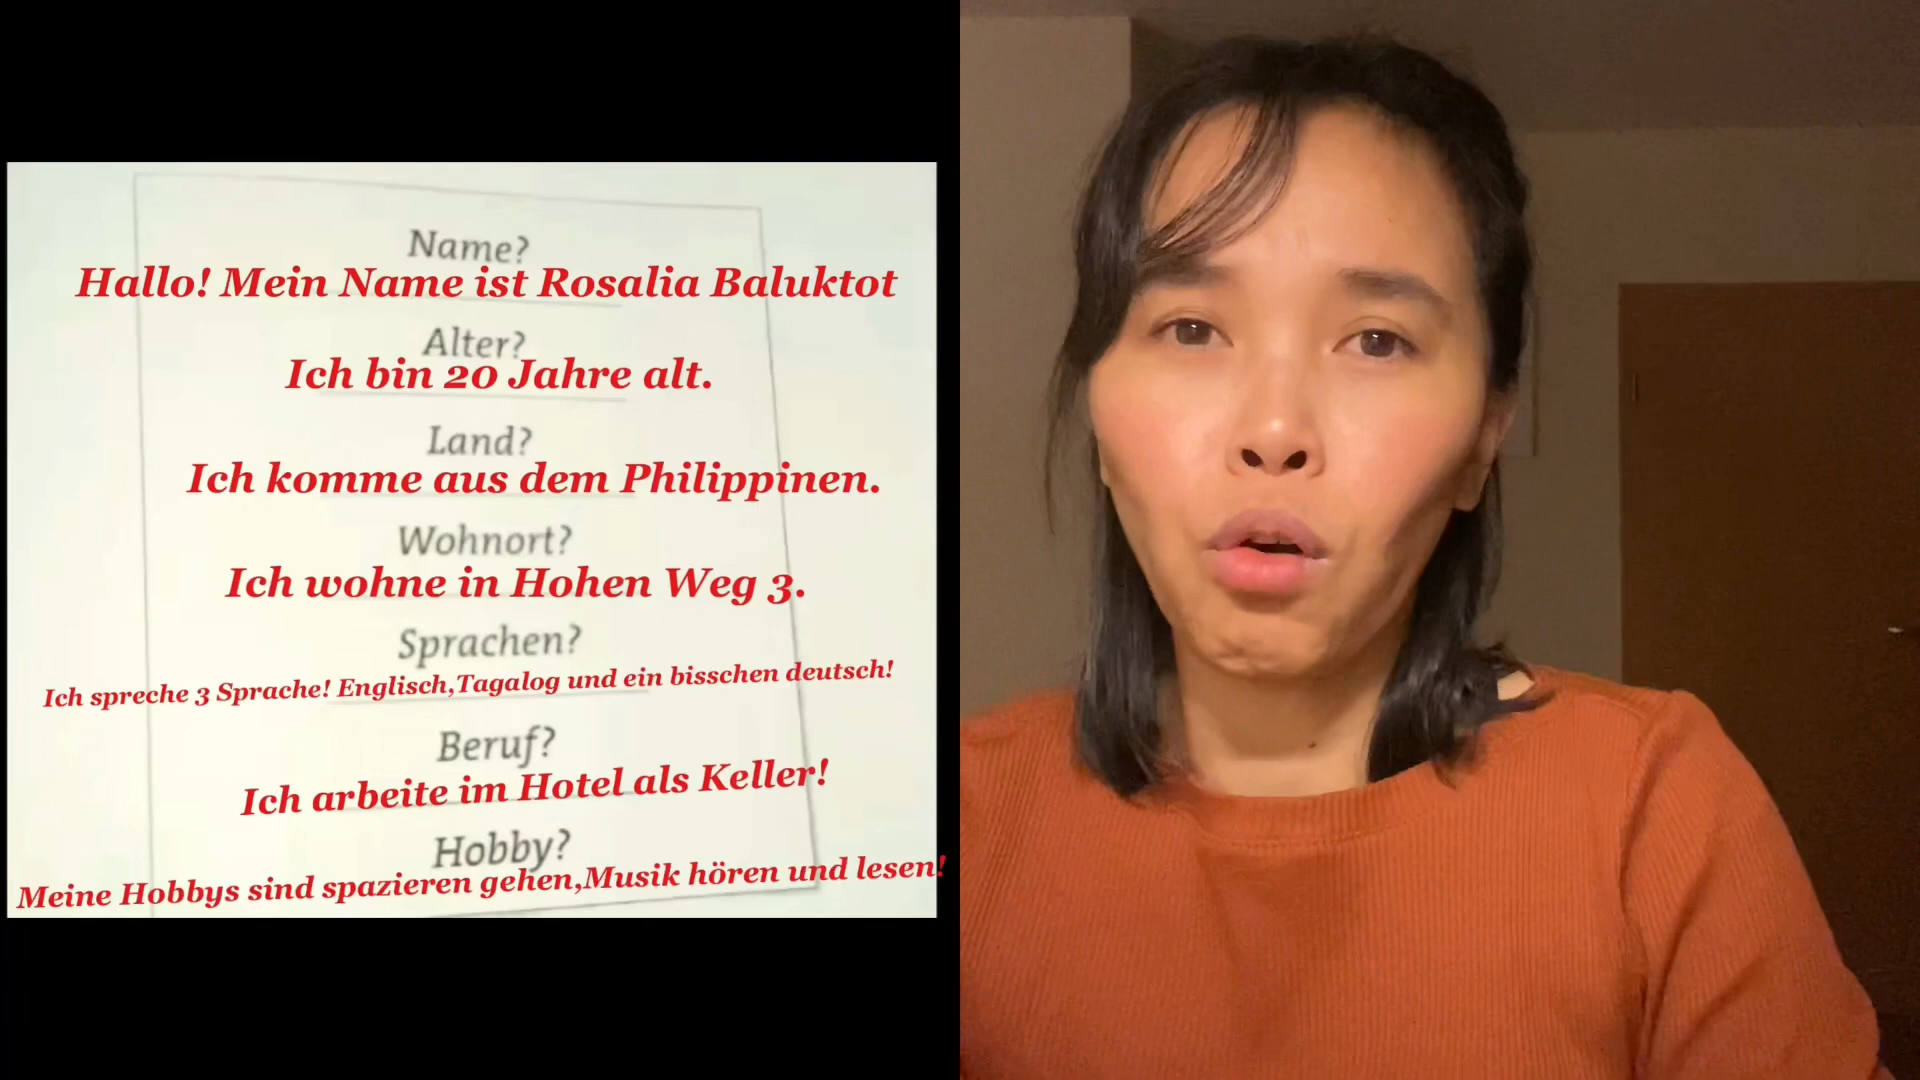 Name?
Hallo! Mein Name ist Rosalia Baluktot
Alter?
Ich bin 20 Jahre alt.
Land?
Ich komme aus dem Philippinen.
Wohnort?
Ich wohne in Hohen Weg 3.
Sprachen?
Ich spreche 3 Sprache! Englisch,Tagalog und ein bisschen deutsch!
Beruf?
Ich arbeite im Hotel als Keller!
Hobby?
Meine Hobbys sind spazieren gehen,Musik hören und lesen!